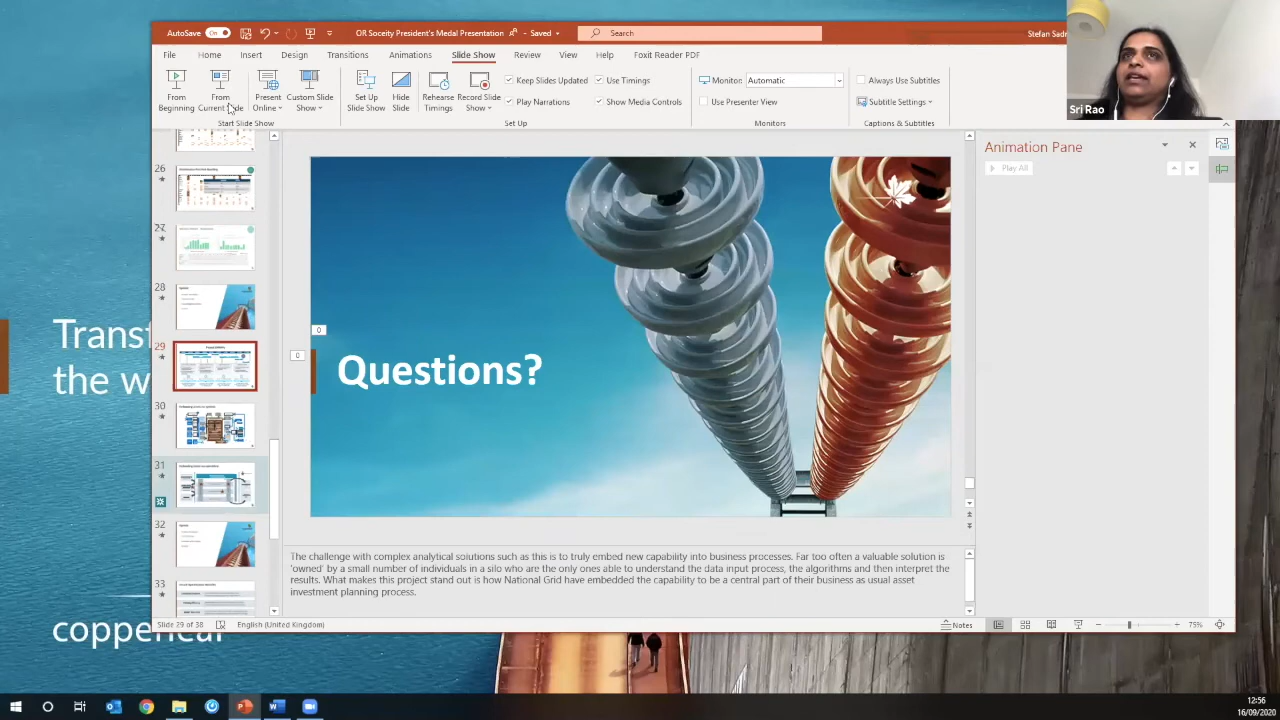 AutoSave
On
OR Soceity President's Medal Presentation
- Saved
Search
Stefan Sadn
File
Home
Insert
Design
Transitions
Animations
Slide Show
Review
View
Help
Foxit Reader PDF
From
Beginning
From
Current Slide
Present
Online
Custom Slide
Show
Start Slide Show
Set Up
Slide Show
Hide
Slide
Rehearse
Timings
Record Slide
Show
Keep Slides Updated
Play Narrations
Use Timings
Show Media Controls
Set Up
Monitor:
Automatic
Use Presenter View
Monitors
Always Use Subtitles
Subtitle Settings
Captions & Subtitles
Sri Rao
26
27
28
29
30
31
32
33
Transf
the w
copperleaf
0
0
Questions?
Animation Pane
Play All
The challenge with complex analytical solutions such as this is to truly embed new capability into business processes. Far too often a valuable solution is
'owned' by a small number of individuals in a silo who are the only ones able to understand the data input process, the algorithms and then interpret the
results. What makes this project stand out is how National Grid have embedded the capability to be a central part of their business as usual asset
investment planning process.
Slide 29 of 38
English (United Kingdom)
Notes
75%
12:56
16/09/2020